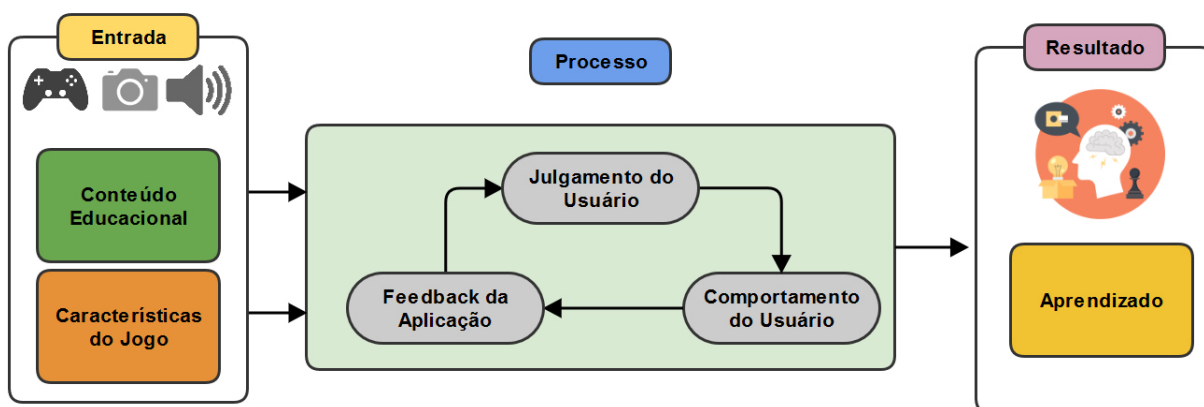 Entrada
Conteúdo
Educacional
Características
do Jogo
Processo
Julgamento do
Usuário
Feedback da
Aplicação
Comportamento
do Usuário
Resultado
Aprendizado